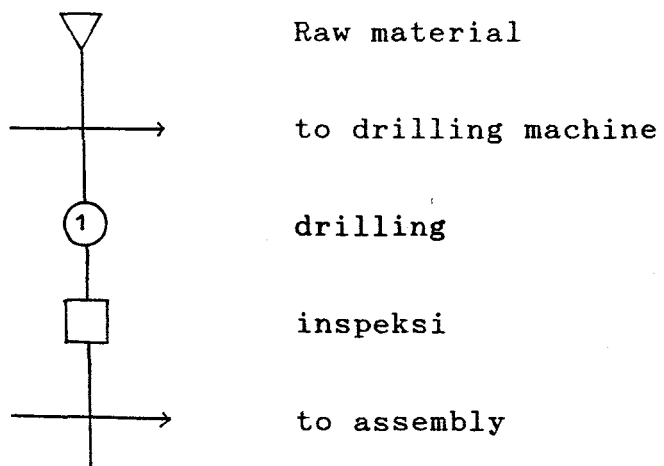 Raw material
to drilling machine
1
drilling
inspeksi
to assembly